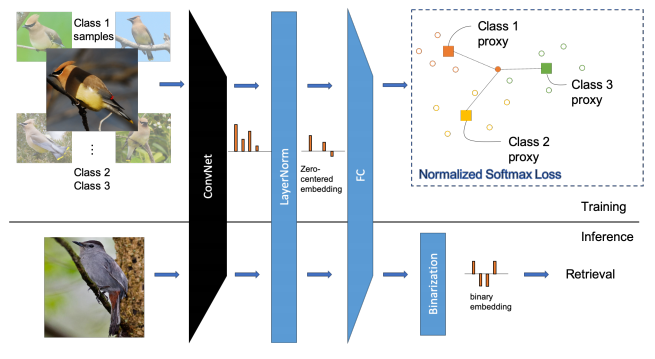 Class 1
samples
⋮
Class 2
Class 3
ConvNet
LayerNorm
Zero-
centered
embedding
FC
Class 1
proxy
Class 3
proxy
Class 2
proxy
Normalized Softmax Loss
Training
Inference
Binarization
binary
embedding
Retrieval